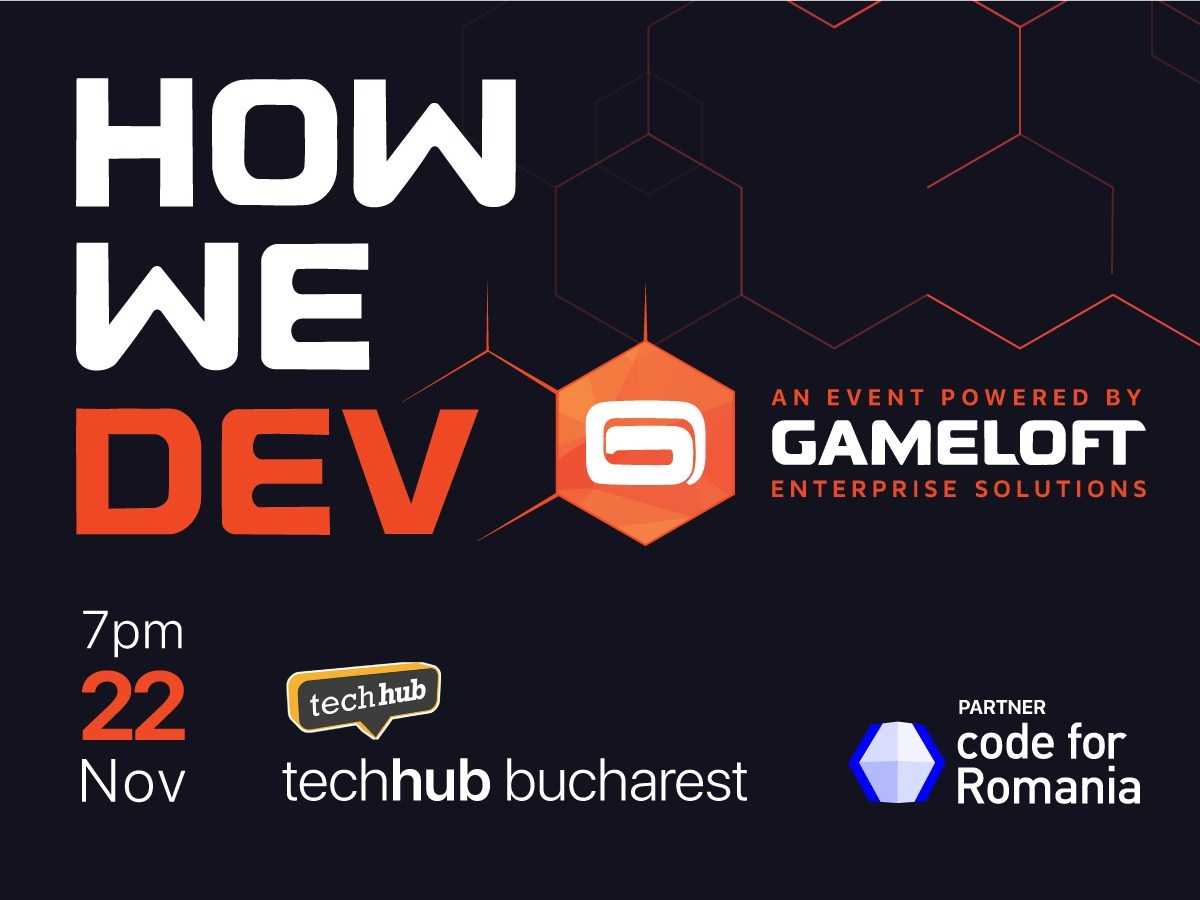 HOW
WE
DEV
AN EVENT POWERED BY
GAMELOFT
ENTERPRISE SOLUTIONS
7pm
22
Nov
techhub
techhub bucharest
PARTNER
code for
Romania